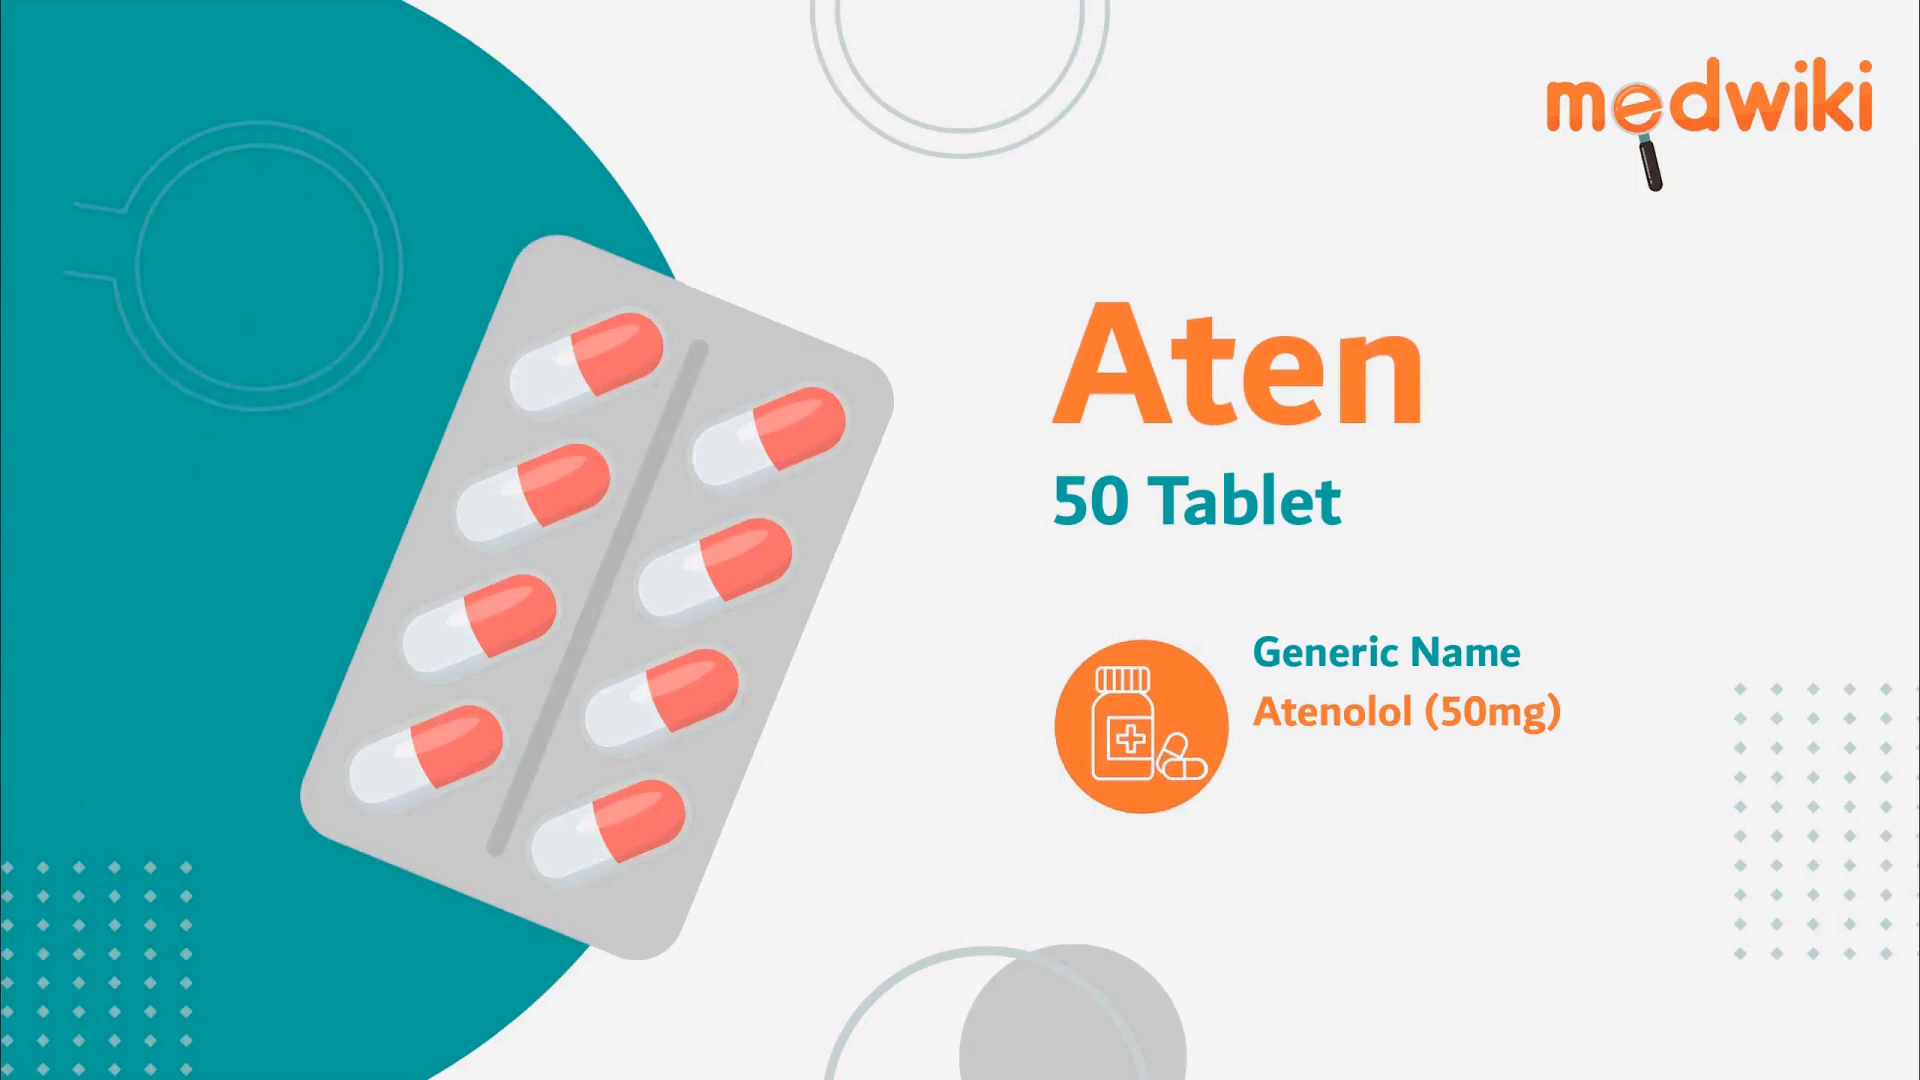 medwiki
Aten
50 Tablet
Generic Name
Atenolol (50mg)